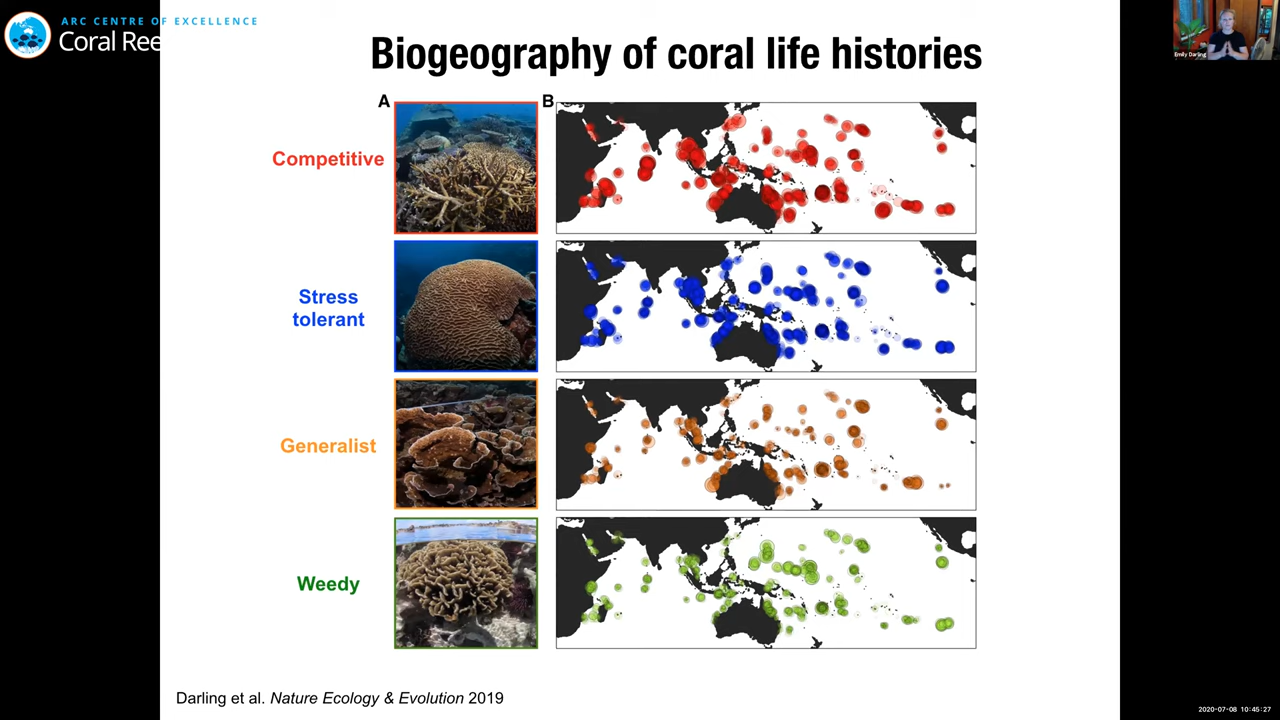 ARC CENTRE OF EXCELLENCE
Coral Ree
Emily Darling
Biogeography of coral life histories
A
B
Competitive
Stress
tolerant
Generalist
Weedy
Darling et al. Nature Ecology & Evolution 2019
2020-07-08 10:45:27